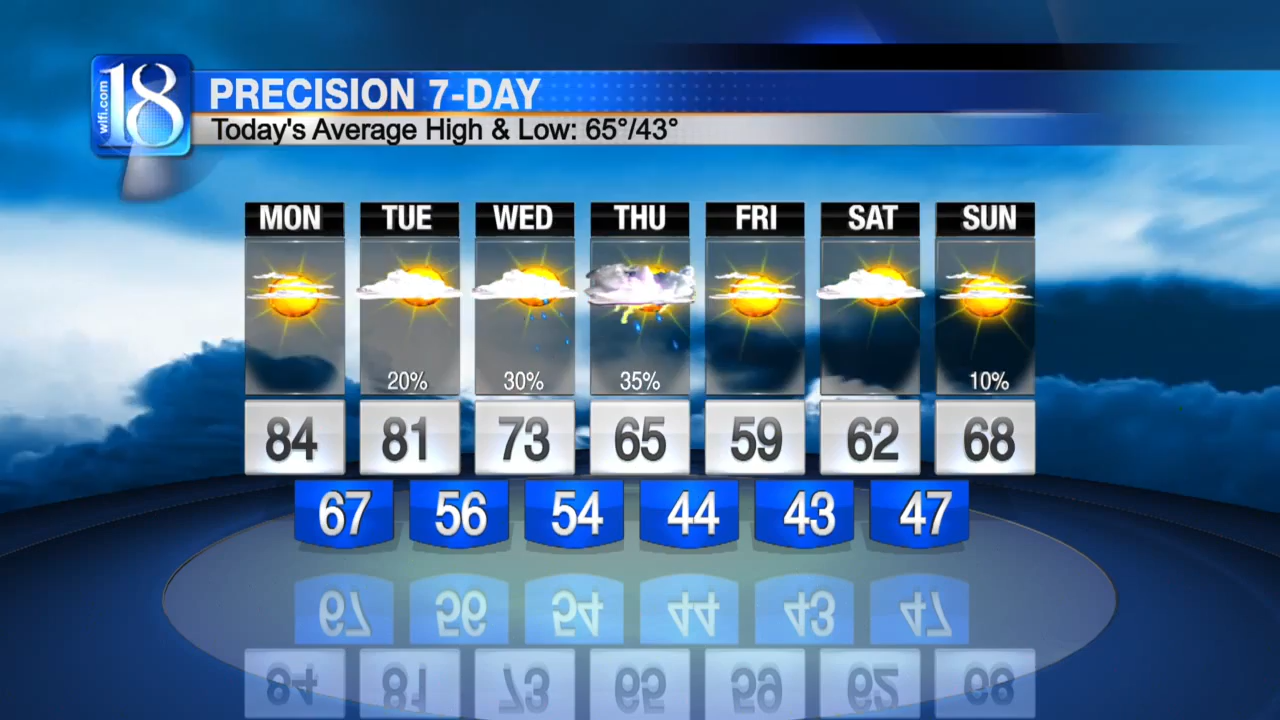 wlfi.com
18
PRECISION 7-DAY
Today's Average High & Low: 65°/43°
MON TUE WED THU FRI SAT SUN
20% 30% 35% 10%
84 81 73 65 59 62 68
67 56 54 44 43 47